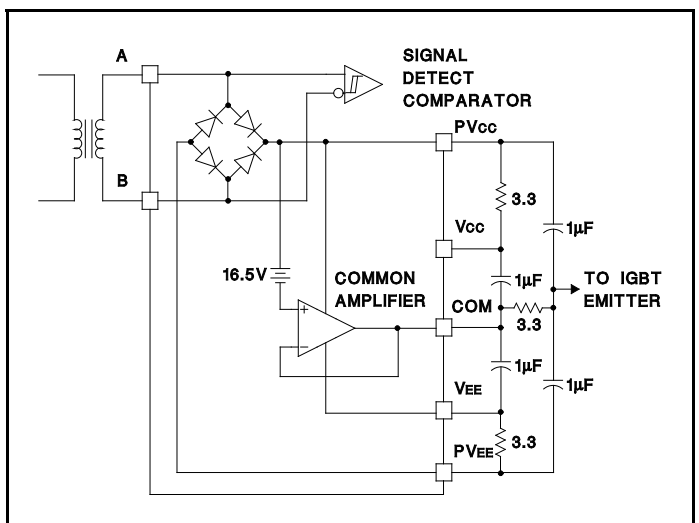 A
B
SIGNAL
DETECT
COMPARATOR
PVCC
3.3
1µF
VCC
16.5V
COMMON
AMPLIFIER
1µF
TO IGBT
EMITTER
COM
3.3
+
−
1µF
1µF
VEE
3.3
PVEE